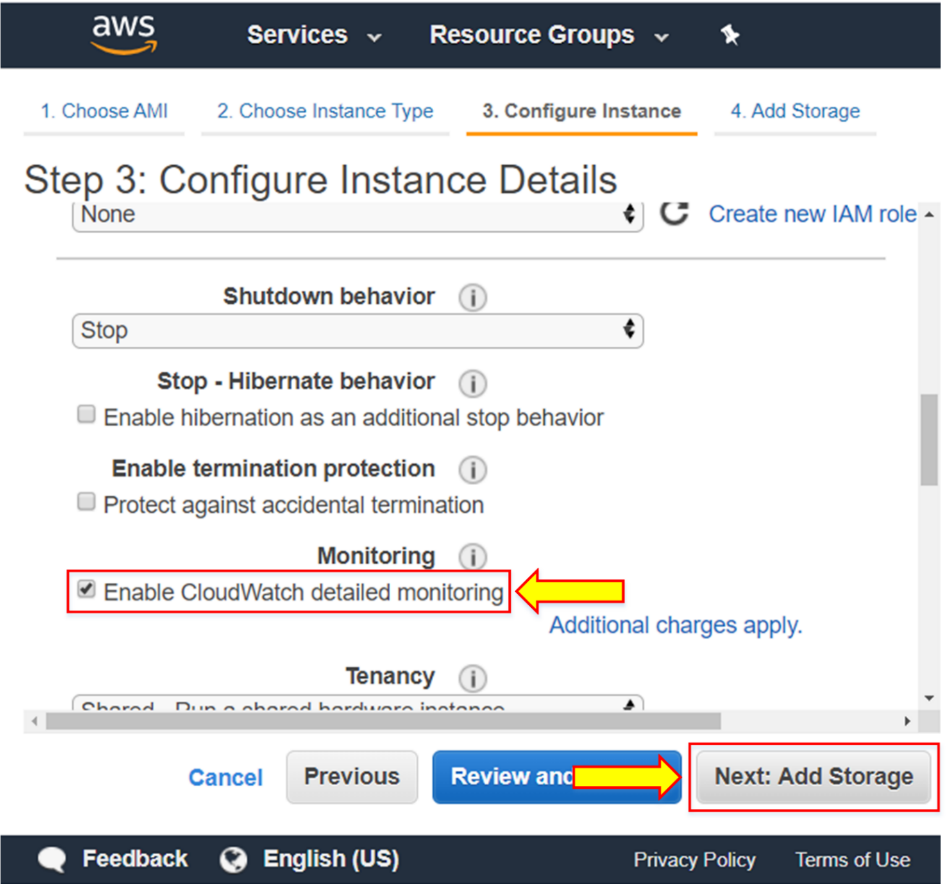 aws Services Resource Groups
1. Choose AMI 2. Choose Instance Type 3. Configure Instance 4. Add Storage
Step 3: Configure Instance Details
None Create new IAM role
Shutdown behavior i
Stop
Stop - Hibernate behavior i
Enable hibernation as an additional stop behavior
Enable termination protection i
Protect against accidental termination
Monitoring i
Enable CloudWatch detailed monitoring
Additional charges apply.
Tenancy i
Shared - Run a shared hardware instance
Cancel Previous Review and Next: Add Storage
Feedback English (US) Privacy Policy Terms of Use